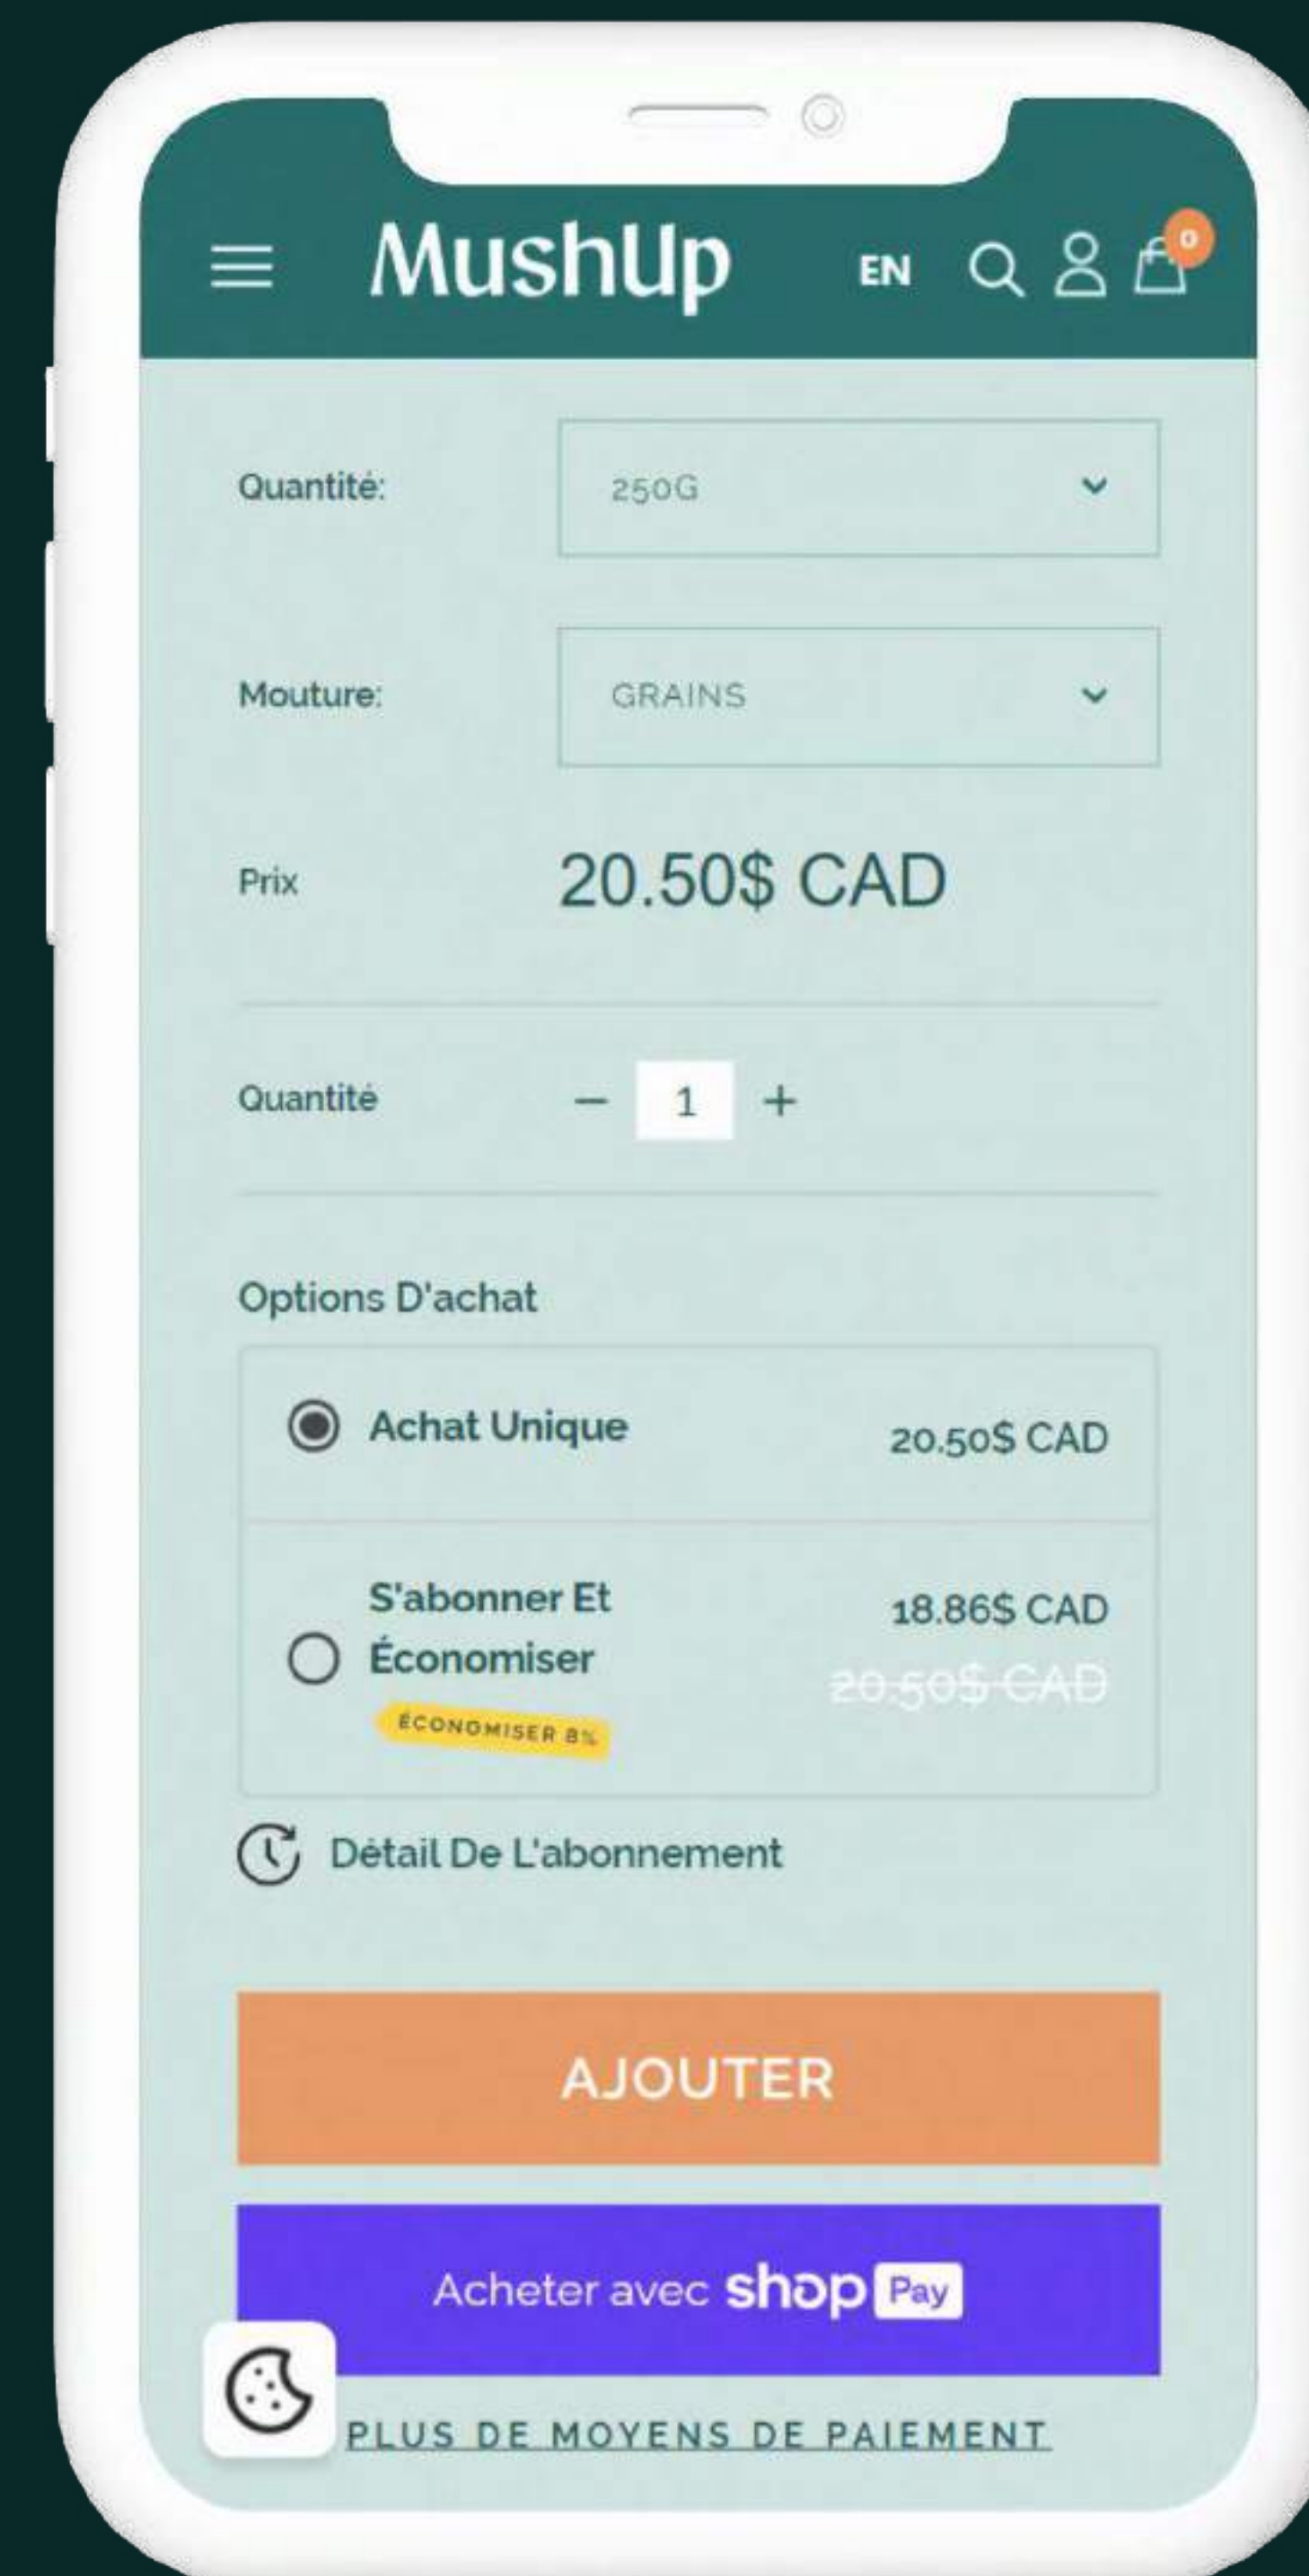 MushUp EN 0
Quantité: 250G
Mouture: GRAINS
Prix 20.50$ CAD
Quantité − 1 +
Options D'achat
Achat Unique 20.50$ CAD
S'abonner Et
Économiser
18.86$ CAD
20.50$ CAD
ÉCONOMISER 8%
Détail De L'abonnement
AJOUTER
Acheter avec shop Pay
PLUS DE MOYENS DE PAIEMENT